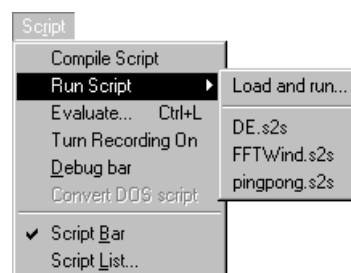 Script
Compile Script
Run Script
Load and run...
Evaluate... Ctrl+L
DE.s2s
Turn Recording On
FFTWind.s2s
Debug bar
pingpong.s2s
Convert DOS script
Script Bar
Script List...